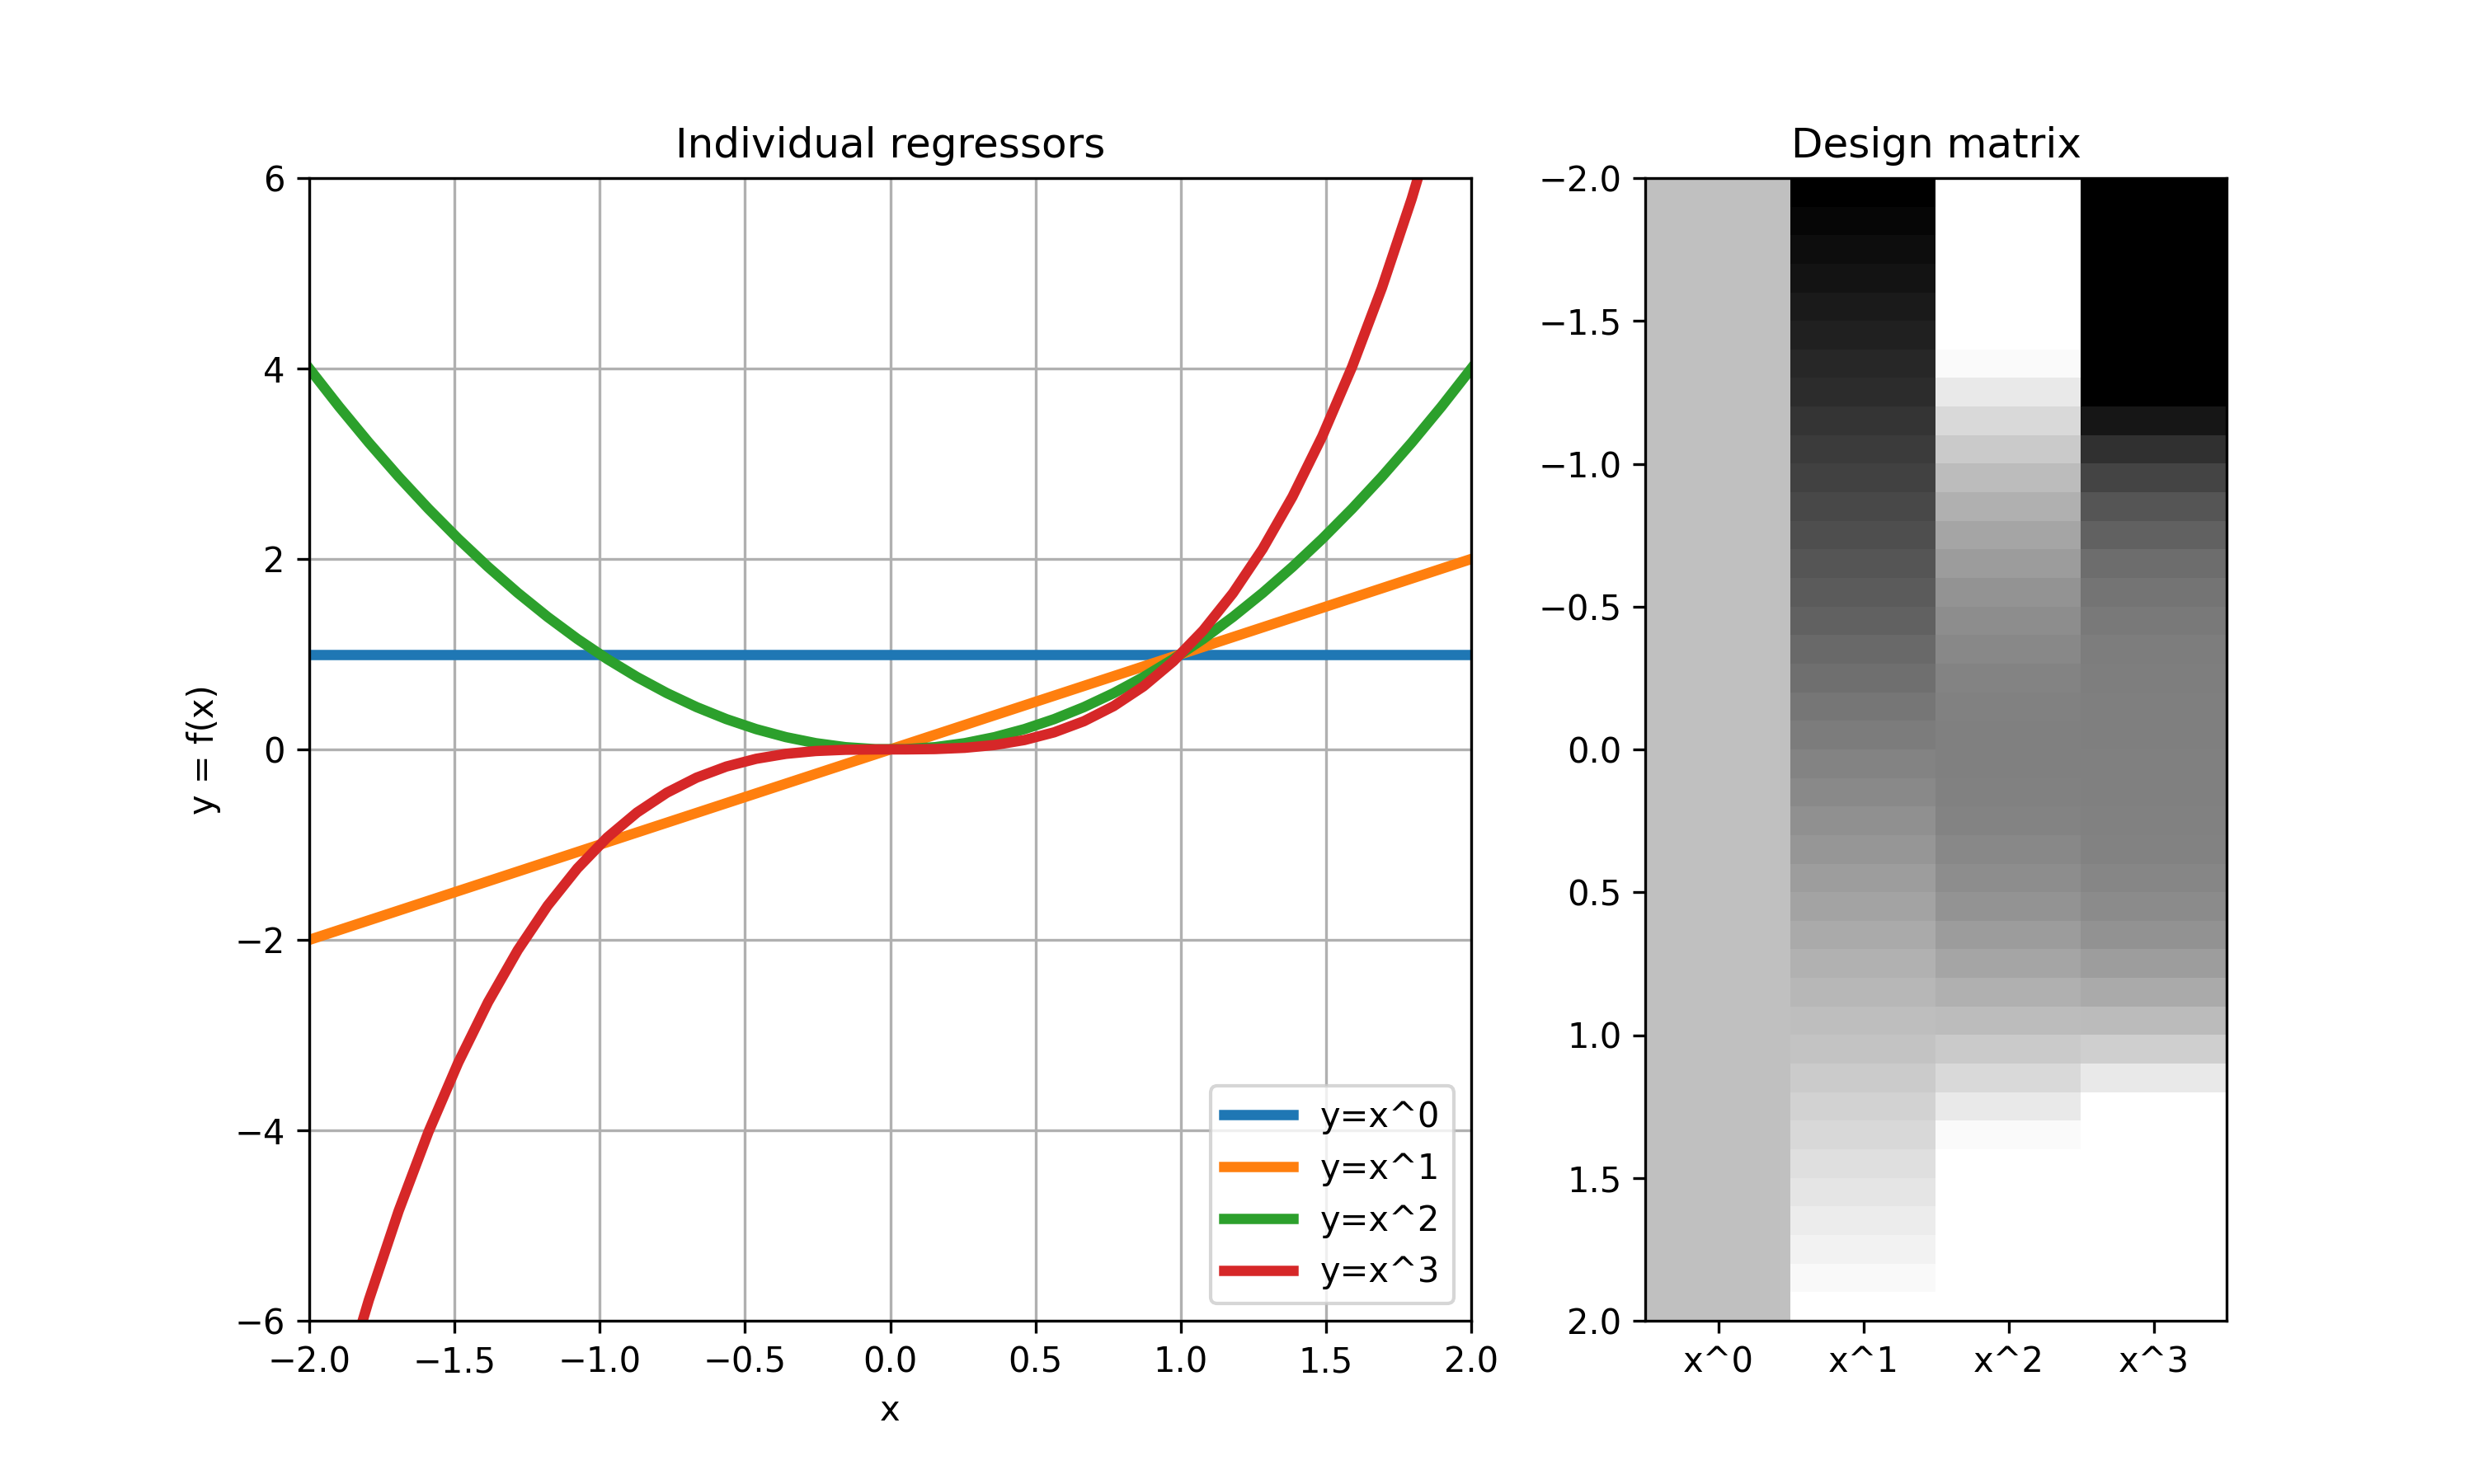 Individual regressors
6
4
2
0
−2
−4
−6
y = f(x)
−2.0 −1.5 −1.0 −0.5 0.0 0.5 1.0 1.5 2.0
x
y=x^0
y=x^1
y=x^2
y=x^3
Design matrix
−2.0
−1.5
−1.0
−0.5
0.0
0.5
1.0
1.5
2.0
x^0 x^1 x^2 x^3